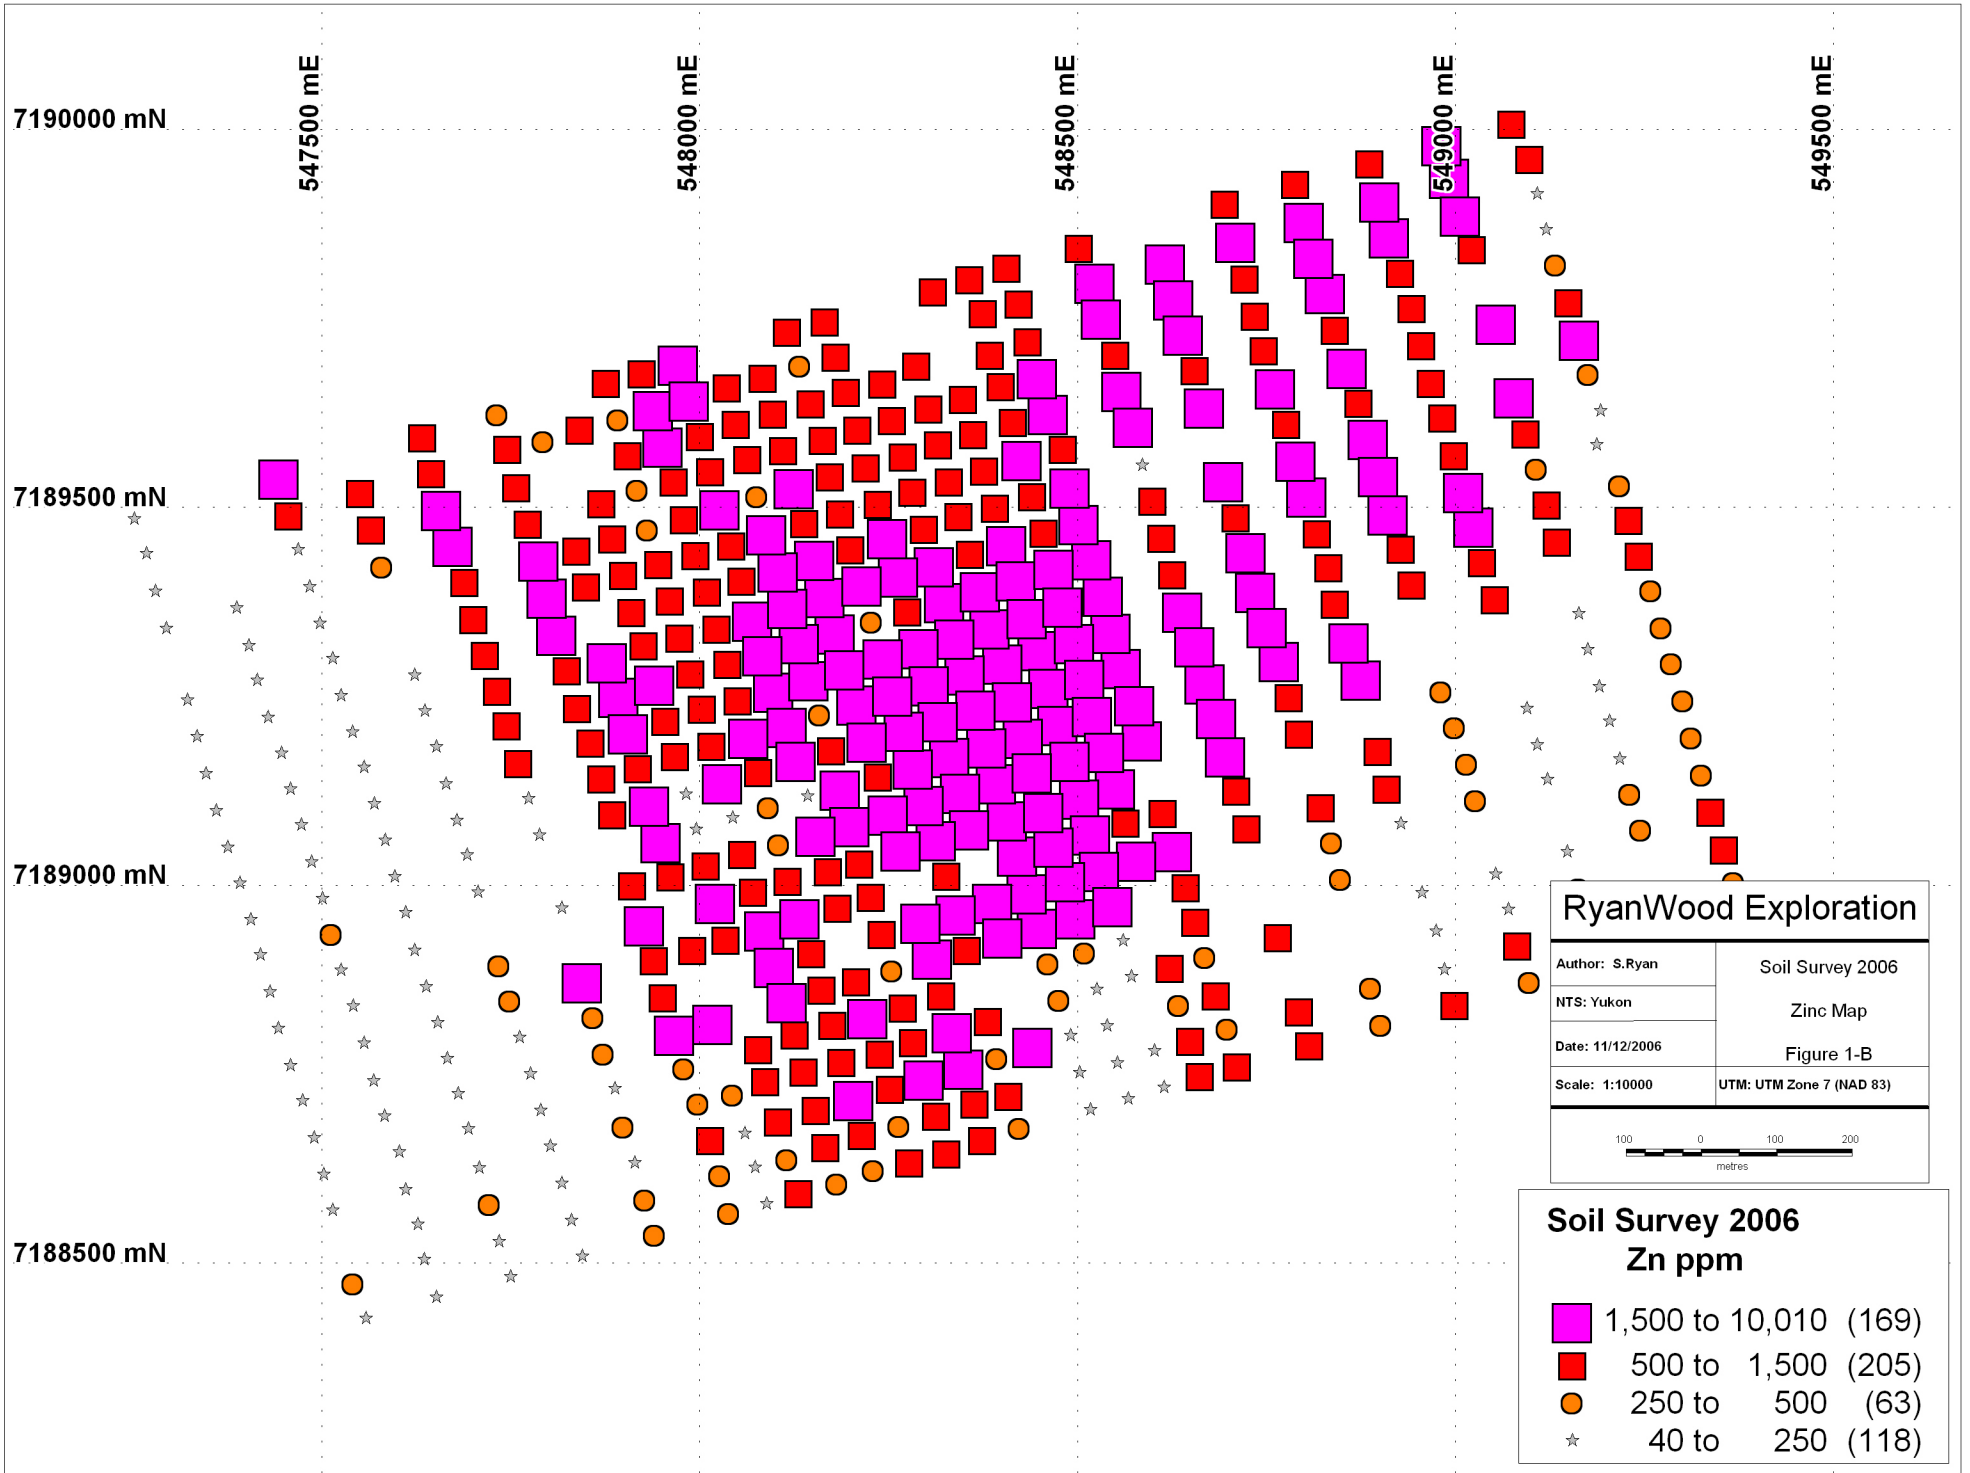 547500 mE
548000 mE
548500 mE
549000 mE
549500 mE
7190000 mN
7189500 mN
7189000 mN
7188500 mN
RyanWood Exploration
Author: S.Ryan
NTS: Yukon
Date: 11/12/2006
Scale: 1:10000
Soil Survey 2006
Zinc Map
Figure 1-B
UTM: UTM Zone 7 (NAD 83)
100 0 100 200
metres
Soil Survey 2006
Zn ppm
1,500 to 10,010 (169)
500 to 1,500 (205)
250 to 500 (63)
40 to 250 (118)